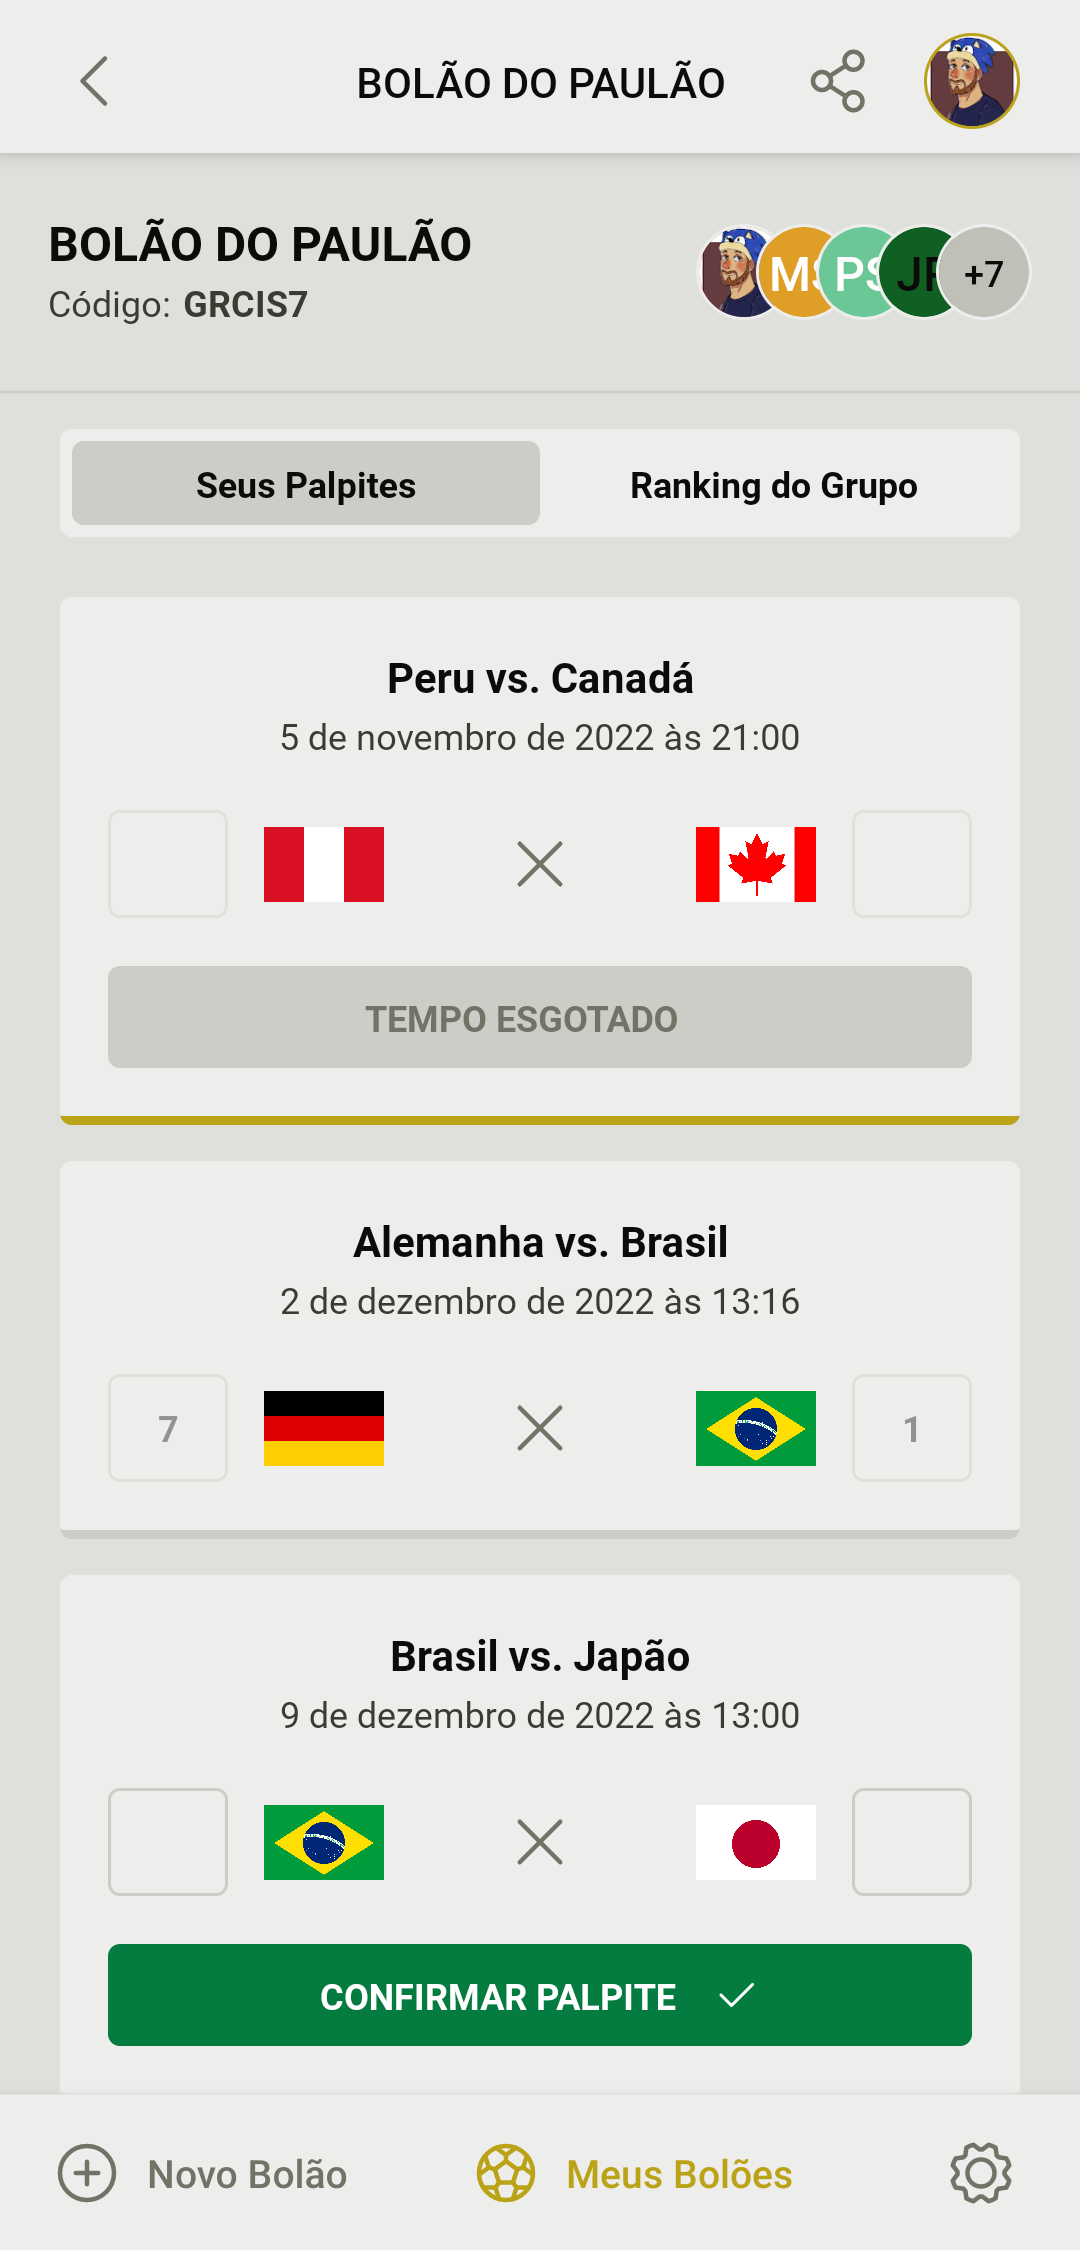 BOLÃO DO PAULÃO
BOLÃO DO PAULÃO
Código: GRCIS7
PS
+7
Seus Palpites
Ranking do Grupo
Peru vs. Canadá
5 de novembro de 2022 às 21:00
TEMPO ESGOTADO
Alemanha vs. Brasil
2 de dezembro de 2022 às 13:16
7
1
Brasil vs. Japão
9 de dezembro de 2022 às 13:00
CONFIRMAR PALPITE
Novo Bolão
Meus Bolões